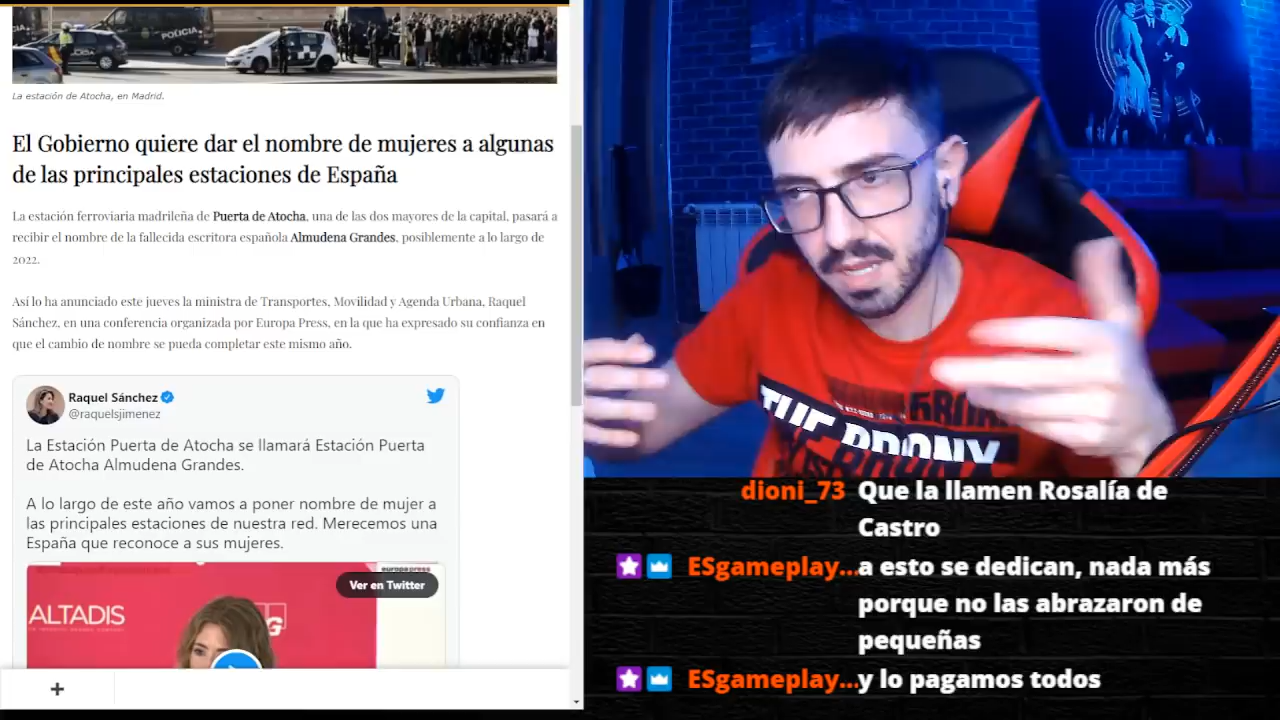 POLICIA
La estación de Atocha, en Madrid.
El Gobierno quiere dar el nombre de mujeres a algunas
de las principales estaciones de España
La estación ferroviaria madrileña de Puerta de Atocha, una de las dos mayores de la capital, pasará a
recibir el nombre de la fallecida escritora española Almudena Grandes, posiblemente a lo largo de
2022.
Así lo ha anunciado este jueves la ministra de Transportes, Movilidad y Agenda Urbana, Raquel
Sánchez, en una conferencia organizada por Europa Press, en la que ha expresado su confianza en
que el cambio de nombre se pueda completar este mismo año.
Raquel Sánchez
@raquelsjimenez
La Estación Puerta de Atocha se llamará Estación Puerta
de Atocha Almudena Grandes.
A lo largo de este año vamos a poner nombre de mujer a
las principales estaciones de nuestra red. Merecemos una
España que reconoce a sus mujeres.
europapress
Ver en Twitter
ALTADIS
+
THE BRONX
dioni_73 Que la llamen Rosalía de
Castro
ESgameplay...a esto se dedican, nada más
porque no las abrazaron de
pequeñas
ESgameplay...y lo pagamos todos